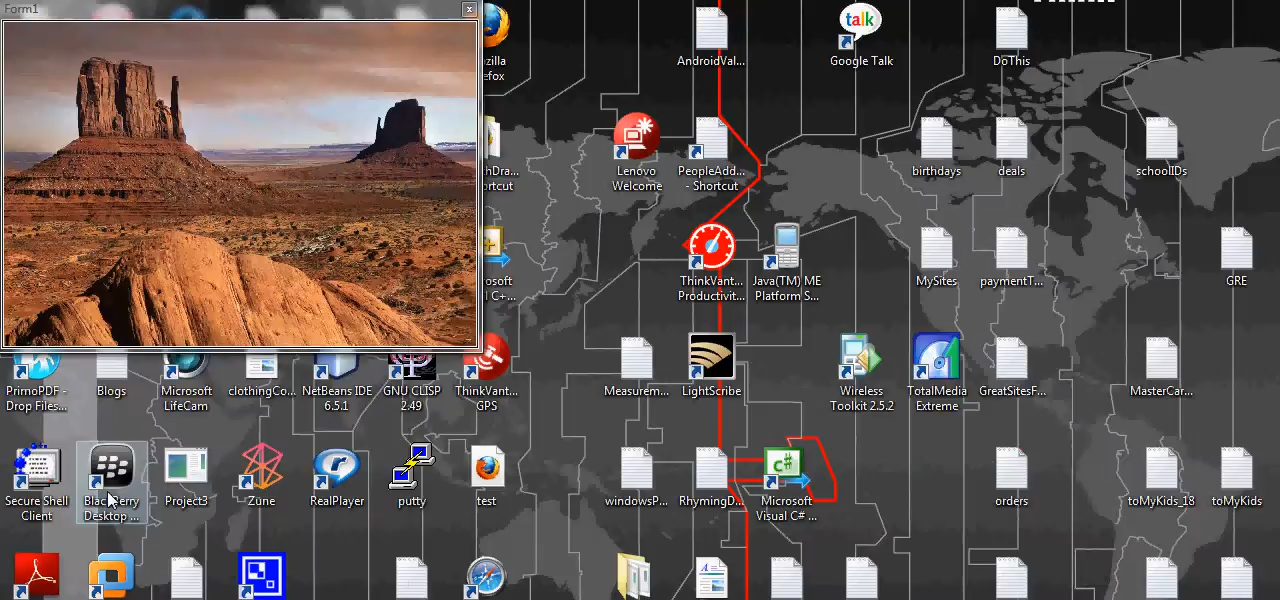 Form1
talk
zilla
efox
AndroidVal...
Google Talk
DoThis
hDra...
ortcut
Lenovo
Welcome
PeopleAdd...
- Shortcut
birthdays
deals
schoolIDs
osoft
l C+...
ThinkVant...
Productivit...
Java(TM) ME
Platform S...
MySites
paymentT...
GRE
PrimoPDF -
Drop Files...
Blogs
Microsoft
LifeCam
clothingCo...
NetBeans IDE
6.5.1
GNU CLISP
2.49
ThinkVant...
GPS
Measurem...
LightScribe
Wireless
Toolkit 2.5.2
TotalMedia
Extreme
GreatSitesF...
MasterCar...
C#
Secure Shell
Client
BlackBerry
Desktop ...
Project3
Zune
RealPlayer
putty
test
windowsP...
RhymingD...
Microsoft
Visual C# ...
orders
toMyKids_18
toMyKids